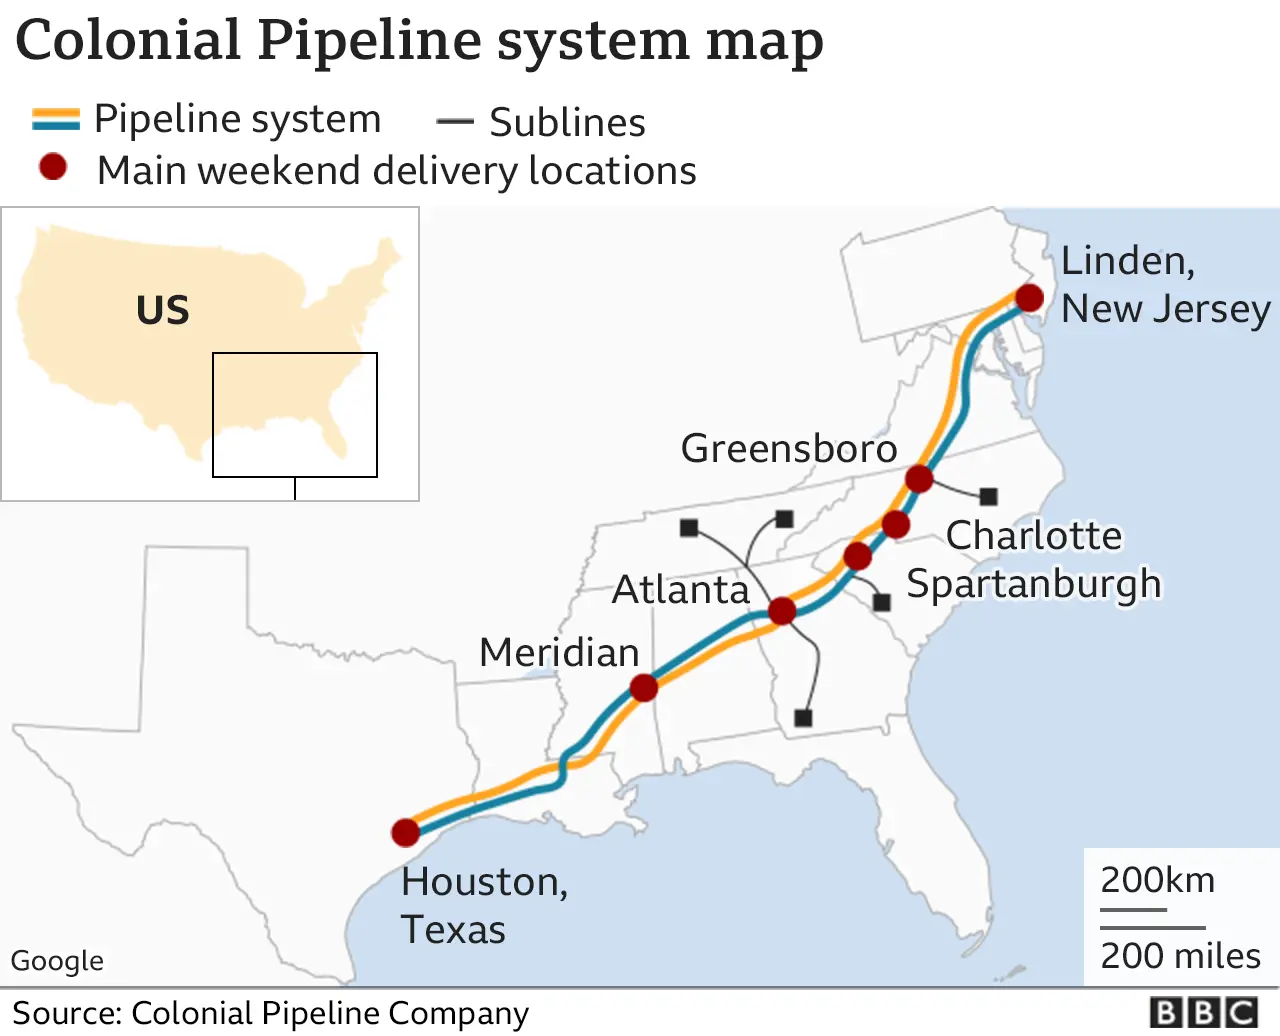 Colonial Pipeline system map
Pipeline system
Sublines
Main weekend delivery locations
US
Linden,
New Jersey
Greensboro
Charlotte
Spartanburgh
Atlanta
Meridian
Houston,
Texas
200km
200 miles
Google
Source: Colonial Pipeline Company
BBC